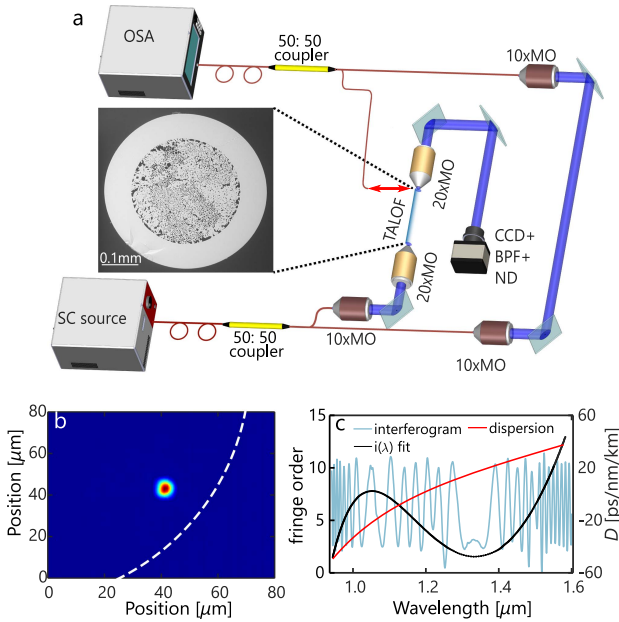 a
OSA
50: 50
coupler
10xMO
20xMO
TALOF
20xMO
CCD+
BPF+
ND
0.1mm
SC source
50: 50
coupler
10xMO
10xMO
b
80
60
40
20
0
Position [μm]
0
20
40
60
80
Position [μm]
c
interferogram
dispersion
i(λ) fit
15
10
5
0
fringe order
60
20
-20
-60
D [ps/nm/km]
1.0
1.2
1.4
1.6
Wavelength [μm]